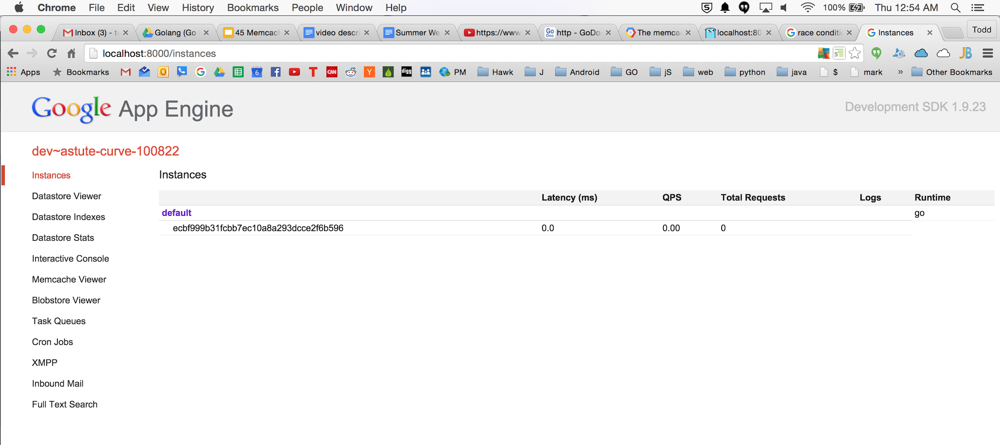 Chrome File Edit View History Bookmarks People Window Help 100% Thu 12:54 AM
Inbox (3) - to Golang (Go 45 Memcac video descri Summer We https://www http - GoDo The memca localhost:80 race conditi Instances Todd
localhost:8000/instances
Apps Bookmarks 6 T CNN Y digg PM Hawk J Android GO jS web python java $ mark » Other Bookmarks
Google App Engine Development SDK 1.9.23
dev~astute-curve-100822
Instances
Datastore Viewer
Datastore Indexes
Datastore Stats
Interactive Console
Memcache Viewer
Blobstore Viewer
Task Queues
Cron Jobs
XMPP
Inbound Mail
Full Text Search
Instances
Latency (ms) QPS Total Requests Logs Runtime
default go
ecbf999b31fcbb7ec10a8a293dcce2f6b596 0.0 0.00 0